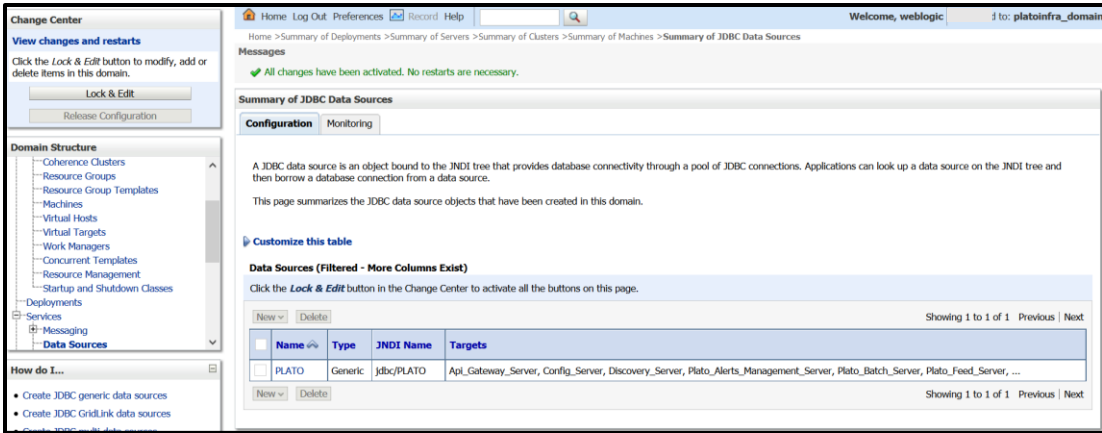 Change Center
View changes and restarts
Click the Lock & Edit button to modify, add or
delete items in this domain.
Lock & Edit
Release Configuration
Domain Structure
Coherence Clusters
Resource Groups
Resource Group Templates
Machines
Virtual Hosts
Virtual Targets
Work Managers
Concurrent Templates
Resource Management
Startup and Shutdown Classes
Deployments
Services
Messaging
Data Sources
How do I...
Create JDBC generic data sources
Create JDBC GridLink data sources
Create JDBC multi data sources
Home Log Out Preferences Record Help
Welcome, weblogic to: platoinfra_domain
Home >Summary of Deployments >Summary of Servers >Summary of Clusters >Summary of Machines >Summary of JDBC Data Sources
Messages
All changes have been activated. No restarts are necessary.
Summary of JDBC Data Sources
Configuration Monitoring
A JDBC data source is an object bound to the JNDI tree that provides database connectivity through a pool of JDBC connections. Applications can look up a data source on the JNDI tree and
then borrow a database connection from a data source.
This page summarizes the JDBC data source objects that have been created in this domain.
Customize this table
Data Sources (Filtered - More Columns Exist)
Click the Lock & Edit button in the Change Center to activate all the buttons on this page.
New Delete Showing 1 to 1 of 1 Previous | Next
Name Type JNDI Name Targets
PLATO Generic jdbc/PLATO Api_Gateway_Server, Config_Server, Discovery_Server, Plato_Alerts_Management_Server, Plato_Batch_Server, Plato_Feed_Server, ...
New Delete Showing 1 to 1 of 1 Previous | Next